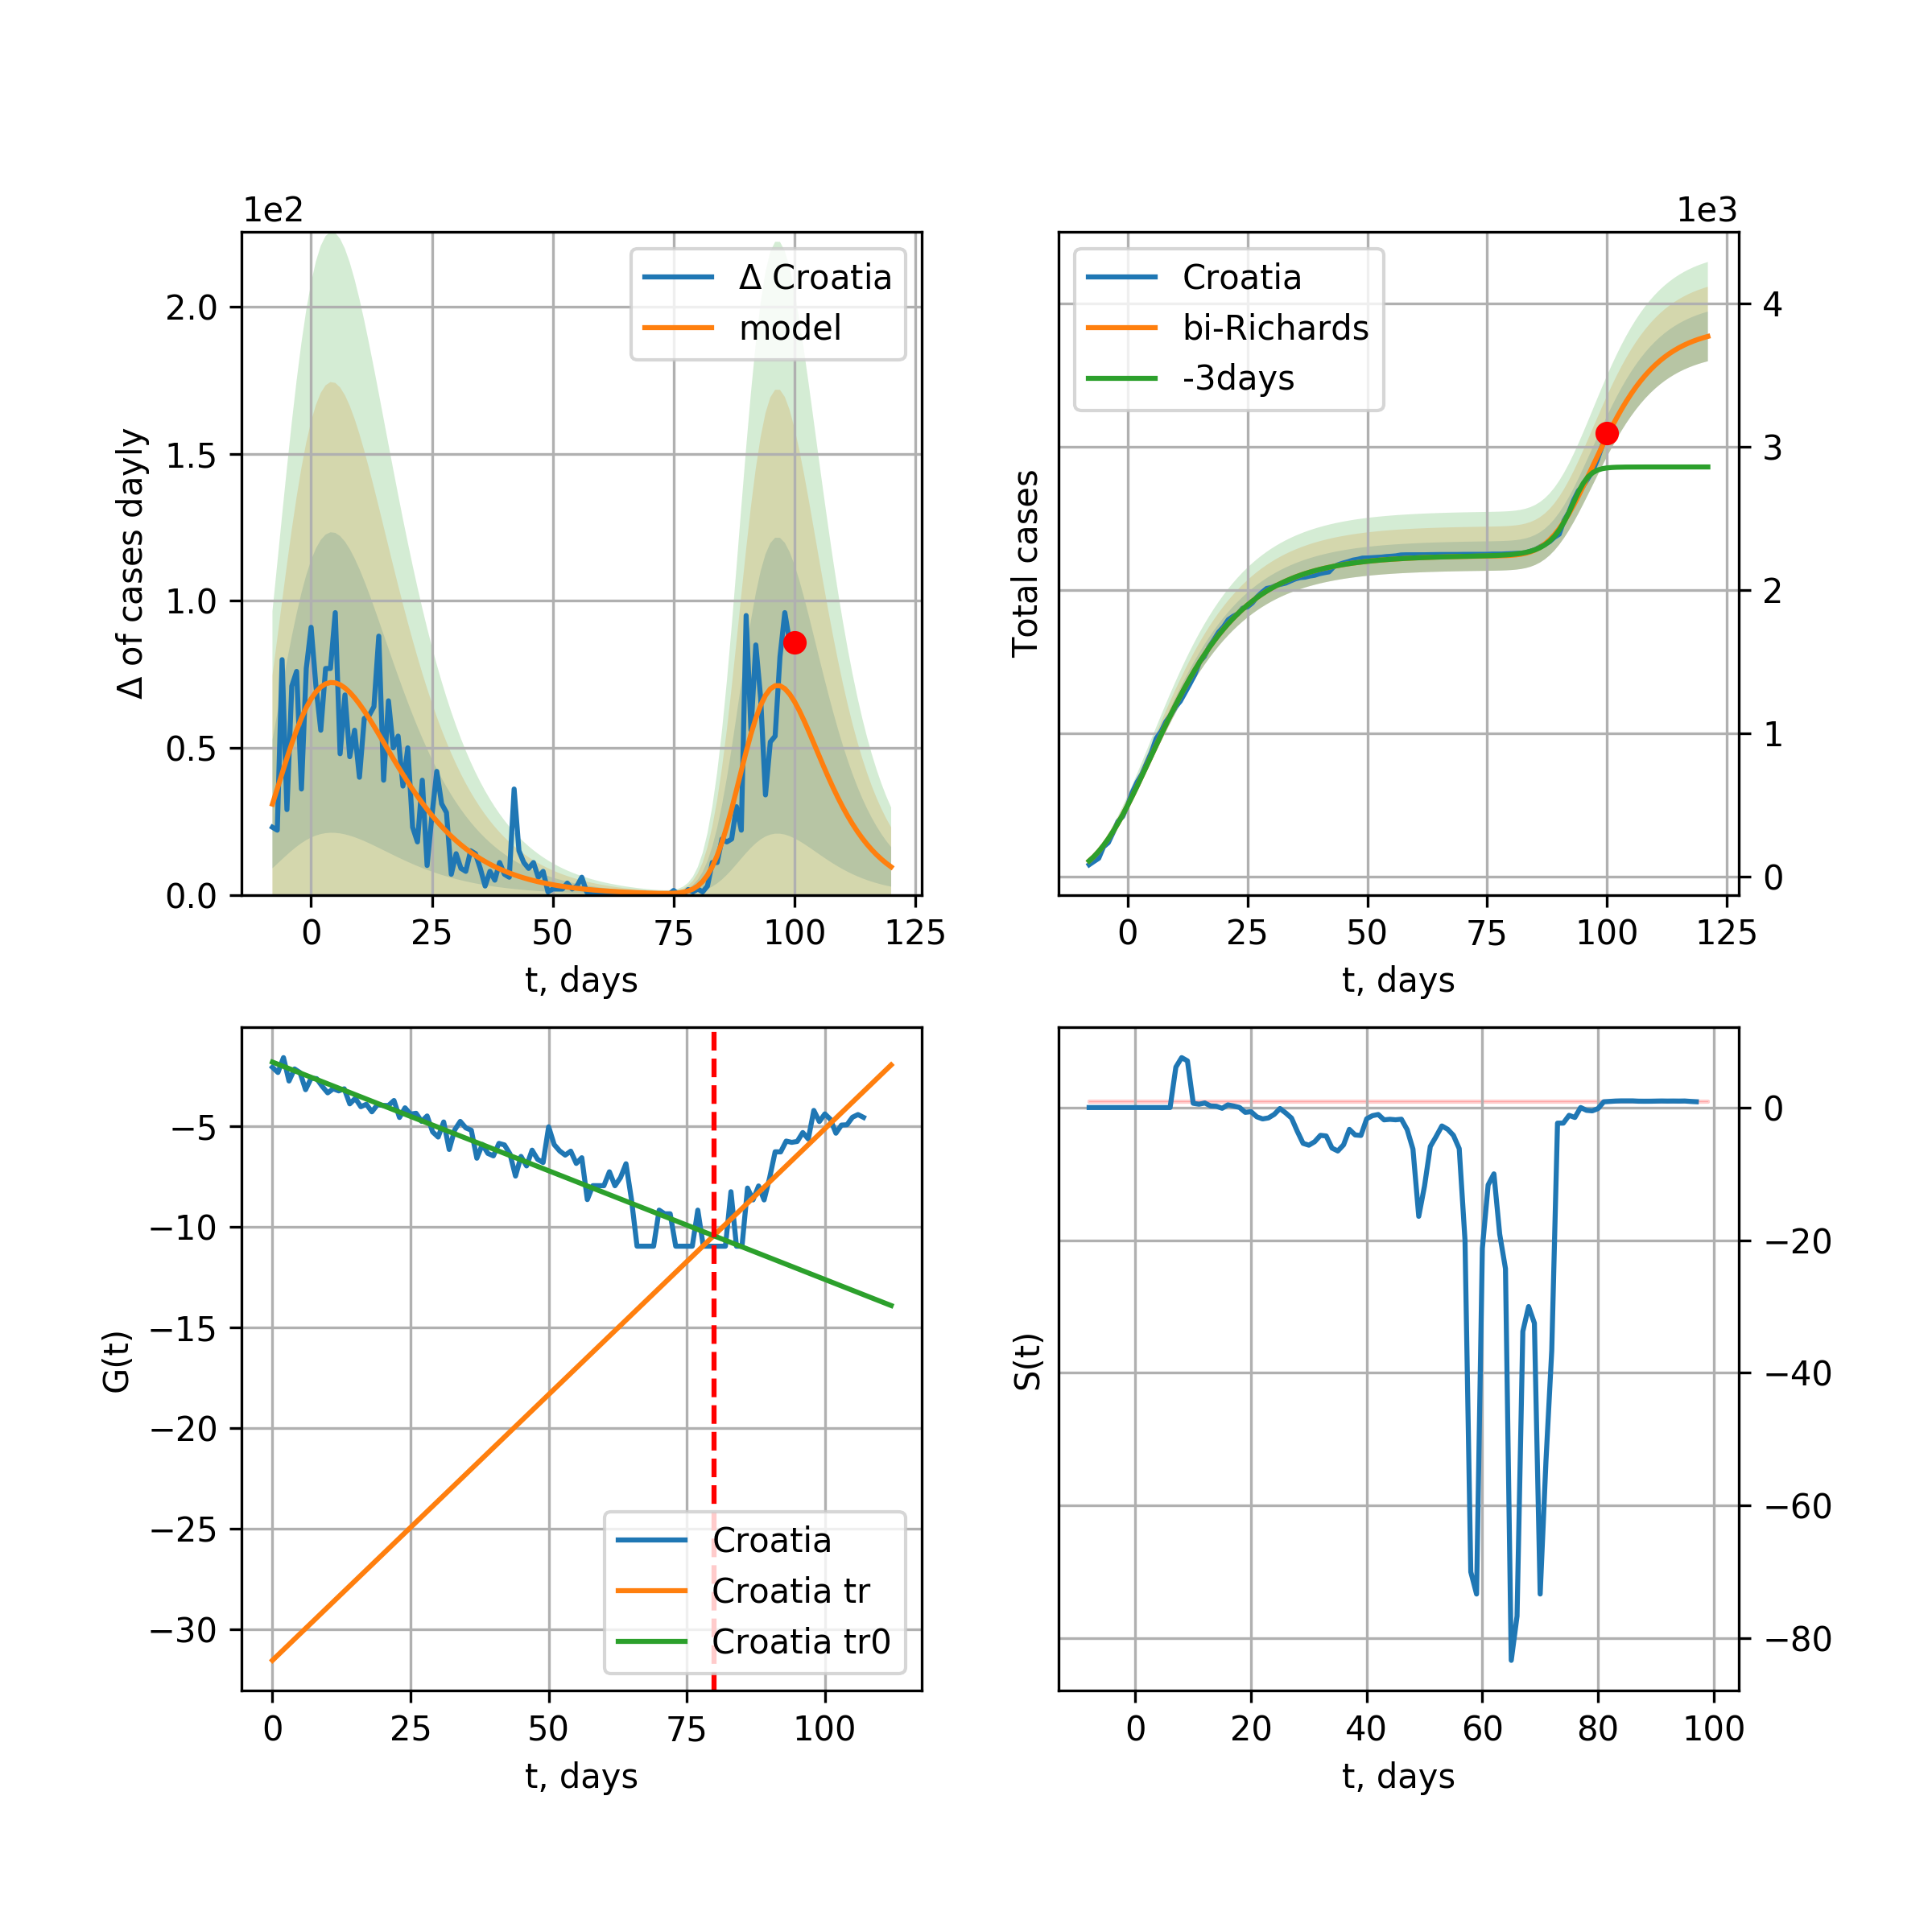 1e2
Δ of cases dayly
2.0
1.5
1.0
0.5
0.0
Δ Croatia
model
0 25 50 75 100 125
t, days
1e3
Total cases
Croatia
bi-Richards
-3days
4
3
2
1
0
0 25 50 75 100 125
t, days
G(t)
−5
−10
−15
−20
−25
−30
Croatia
Croatia tr
Croatia tr0
0 25 50 75 100
t, days
S(t)
0
−20
−40
−60
−80
0 20 40 60 80 100
t, days